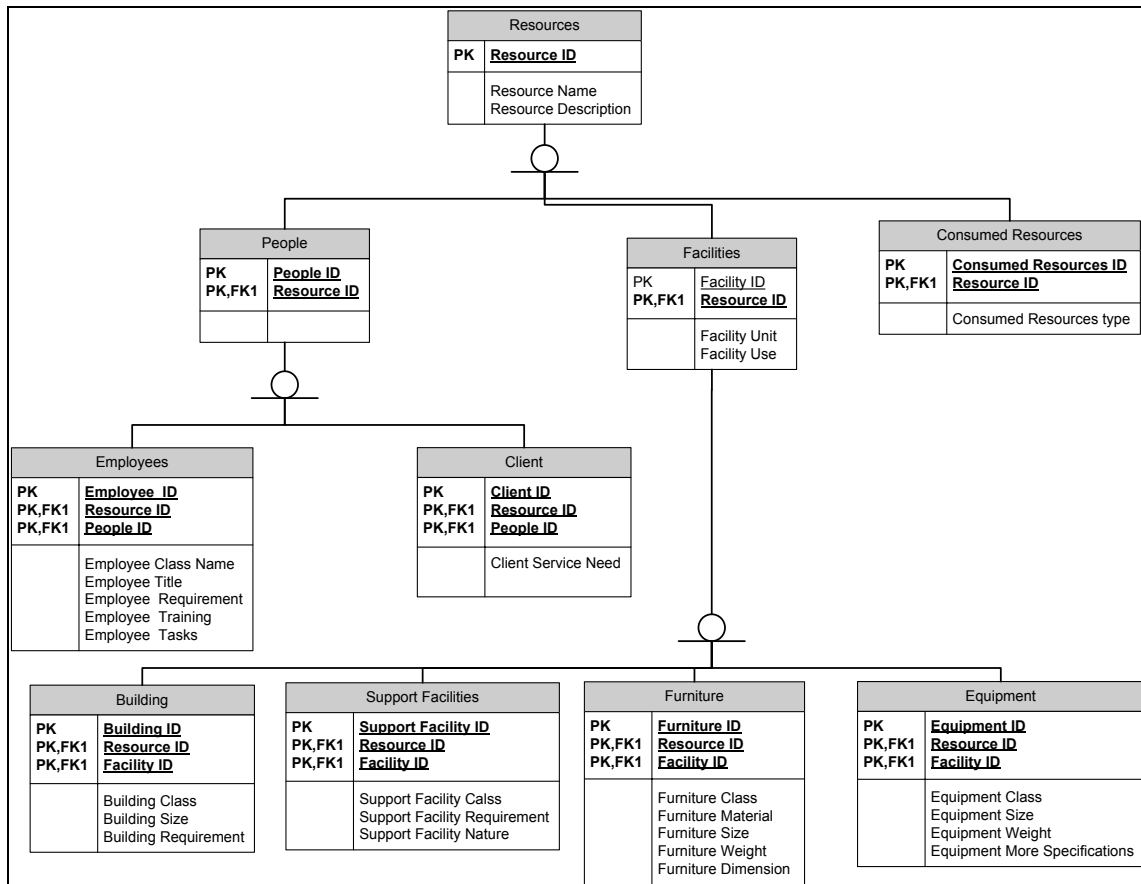 Resources
PK Resource ID
Resource Name
Resource Description
People
PK People ID
PK,FK1 Resource ID
Facilities
PK Facility ID
PK,FK1 Resource ID
Facility Unit
Facility Use
Consumed Resources
PK Consumed Resources ID
PK,FK1 Resource ID
Consumed Resources type
Employees
PK Employee ID
PK,FK1 Resource ID
PK,FK1 People ID
Employee Class Name
Employee Title
Employee Requirement
Employee Training
Employee Tasks
Client
PK Client ID
PK,FK1 Resource ID
PK,FK1 People ID
Client Service Need
Building
PK Building ID
PK,FK1 Resource ID
PK,FK1 Facility ID
Building Class
Building Size
Building Requirement
Support Facilities
PK Support Facility ID
PK,FK1 Resource ID
PK,FK1 Facility ID
Support Facility Calss
Support Facility Requirement
Support Facility Nature
Furniture
PK Furniture ID
PK,FK1 Resource ID
PK,FK1 Facility ID
Furniture Class
Furniture Material
Furniture Size
Furniture Weight
Furniture Dimension
Equipment
PK Equipment ID
PK,FK1 Resource ID
PK,FK1 Facility ID
Equipment Class
Equipment Size
Equipment Weight
Equipment More Specifications